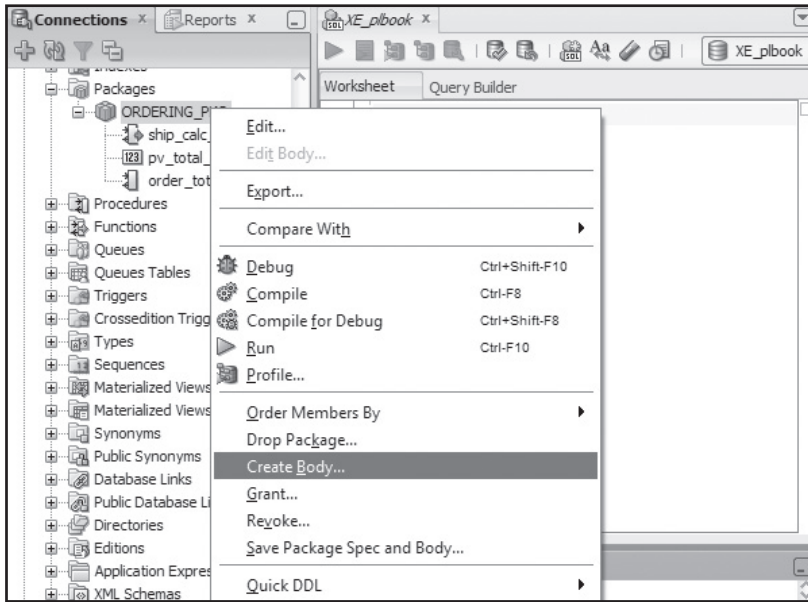 Connections x
Reports x
XE_plbook x
XE_plbook
Worksheet
Query Builder
Indexes
Packages
ORDERING_P
ship_calc_
123 pv_total_
order_tot
Procedures
Functions
Queues
Queues Tables
Triggers
Crossedition Trigg
Types
Sequences
Materialized Views
Materialized Views
Synonyms
Public Synonyms
Database Links
Public Database Li
Directories
Editions
Application Expres
XML Schemas
Edit...
Edit Body...
Export...
Compare With
Debug Ctrl+Shift-F10
Compile Ctrl-F8
Compile for Debug Ctrl+Shift-F8
Run Ctrl-F10
Profile...
Order Members By
Drop Package...
Create Body...
Grant...
Revoke...
Save Package Spec and Body...
Quick DDL